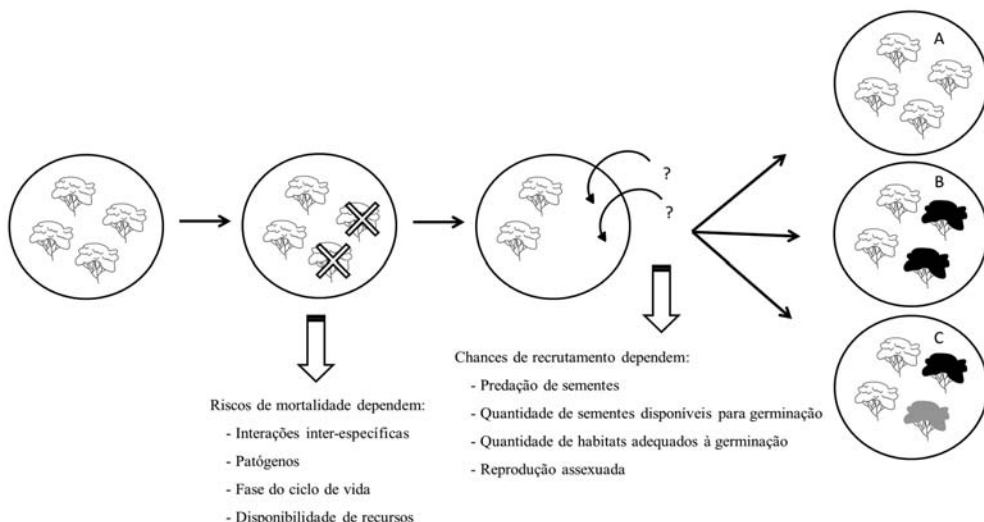 A
?
?
B
C
Riscos de mortalidade dependem:
- Interações inter-específicas
- Patógenos
- Fase do ciclo de vida
- Disponibilidade de recursos
Chances de recrutamento dependem:
- Predação de sementes
- Quantidade de sementes disponíveis para germinação
- Quantidade de habitats adequados à germinação
- Reprodução assexuada